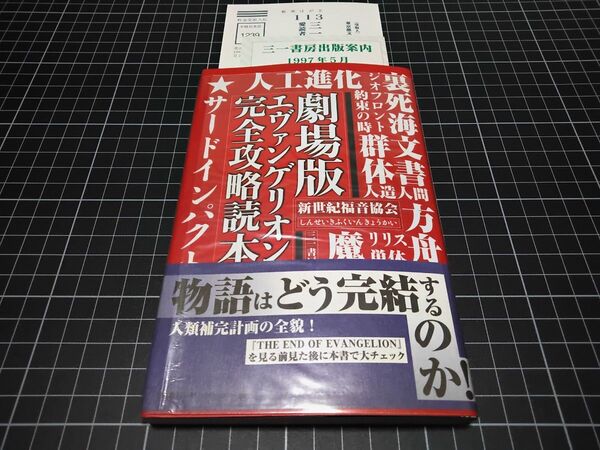 郵便はがき
113
三一書房出版案内
1997年5月
人工進化
裏死海文書
ジオフロント
約束の時
群体
人造人間
方舟
★サードインパクト
劇場版
エヴァンゲリオン
完全攻略読本
新世紀福音協会
しんせいきふくいんきょうかい
三一書
魔
リリス
単体
物語はどう完結するのか!
人類補完計画の全貌!
『THE END OF EVANGELION』
を見る前見た後に本書で大チェック